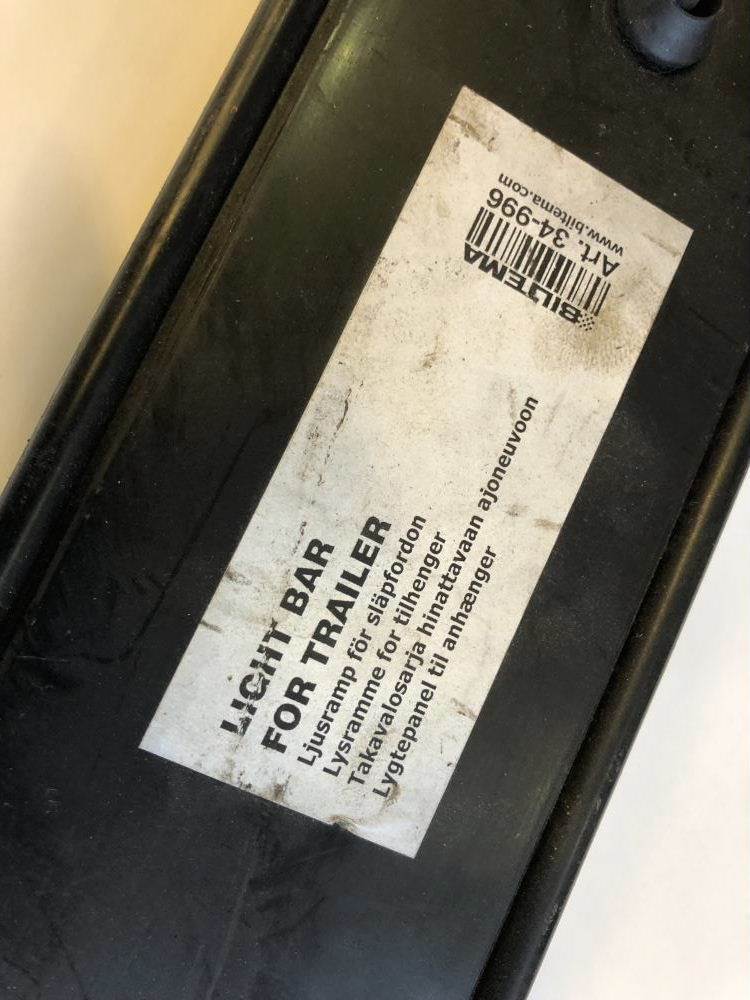 LIGHT BAR
FOR TRAILER
Ljusramp för släpfordon
Lysramme for tilhenger
Takavalosarja hinattavaan ajoneuvoon
Lygtepanel til anhænger
BILTEMA
Art. 34-996
www.biltema.com